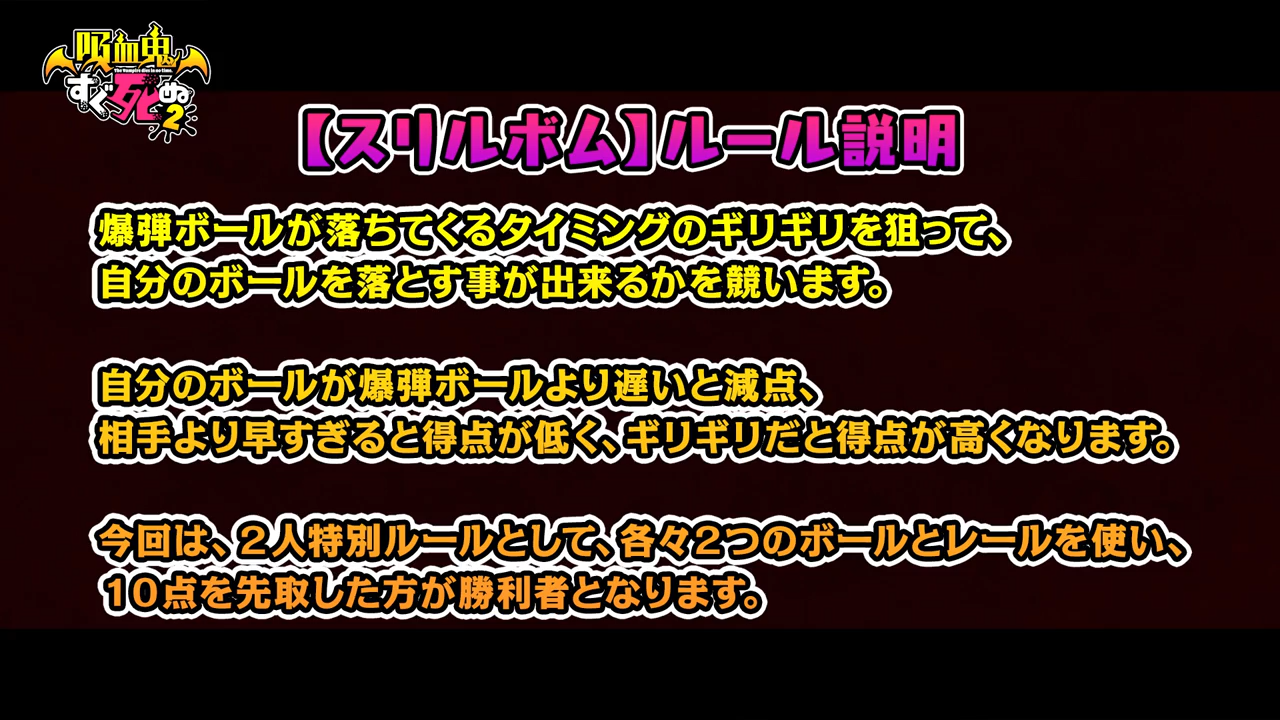 吸血鬼
The Vampire dies in no time.
すぐ死ぬ
2
【スリルボム】ルール説明
爆弾ボールが落ちてくるタイミングのギリギリを狙って、
自分のボールを落とす事が出来るかを競います。
自分のボールが爆弾ボールより遅いと減点、
相手より早すぎると得点が低く、ギリギリだと得点が高くなります。
今回は、2人特別ルールとして、各々2つのボールとレールを使い、
10点を先取した方が勝利者となります。